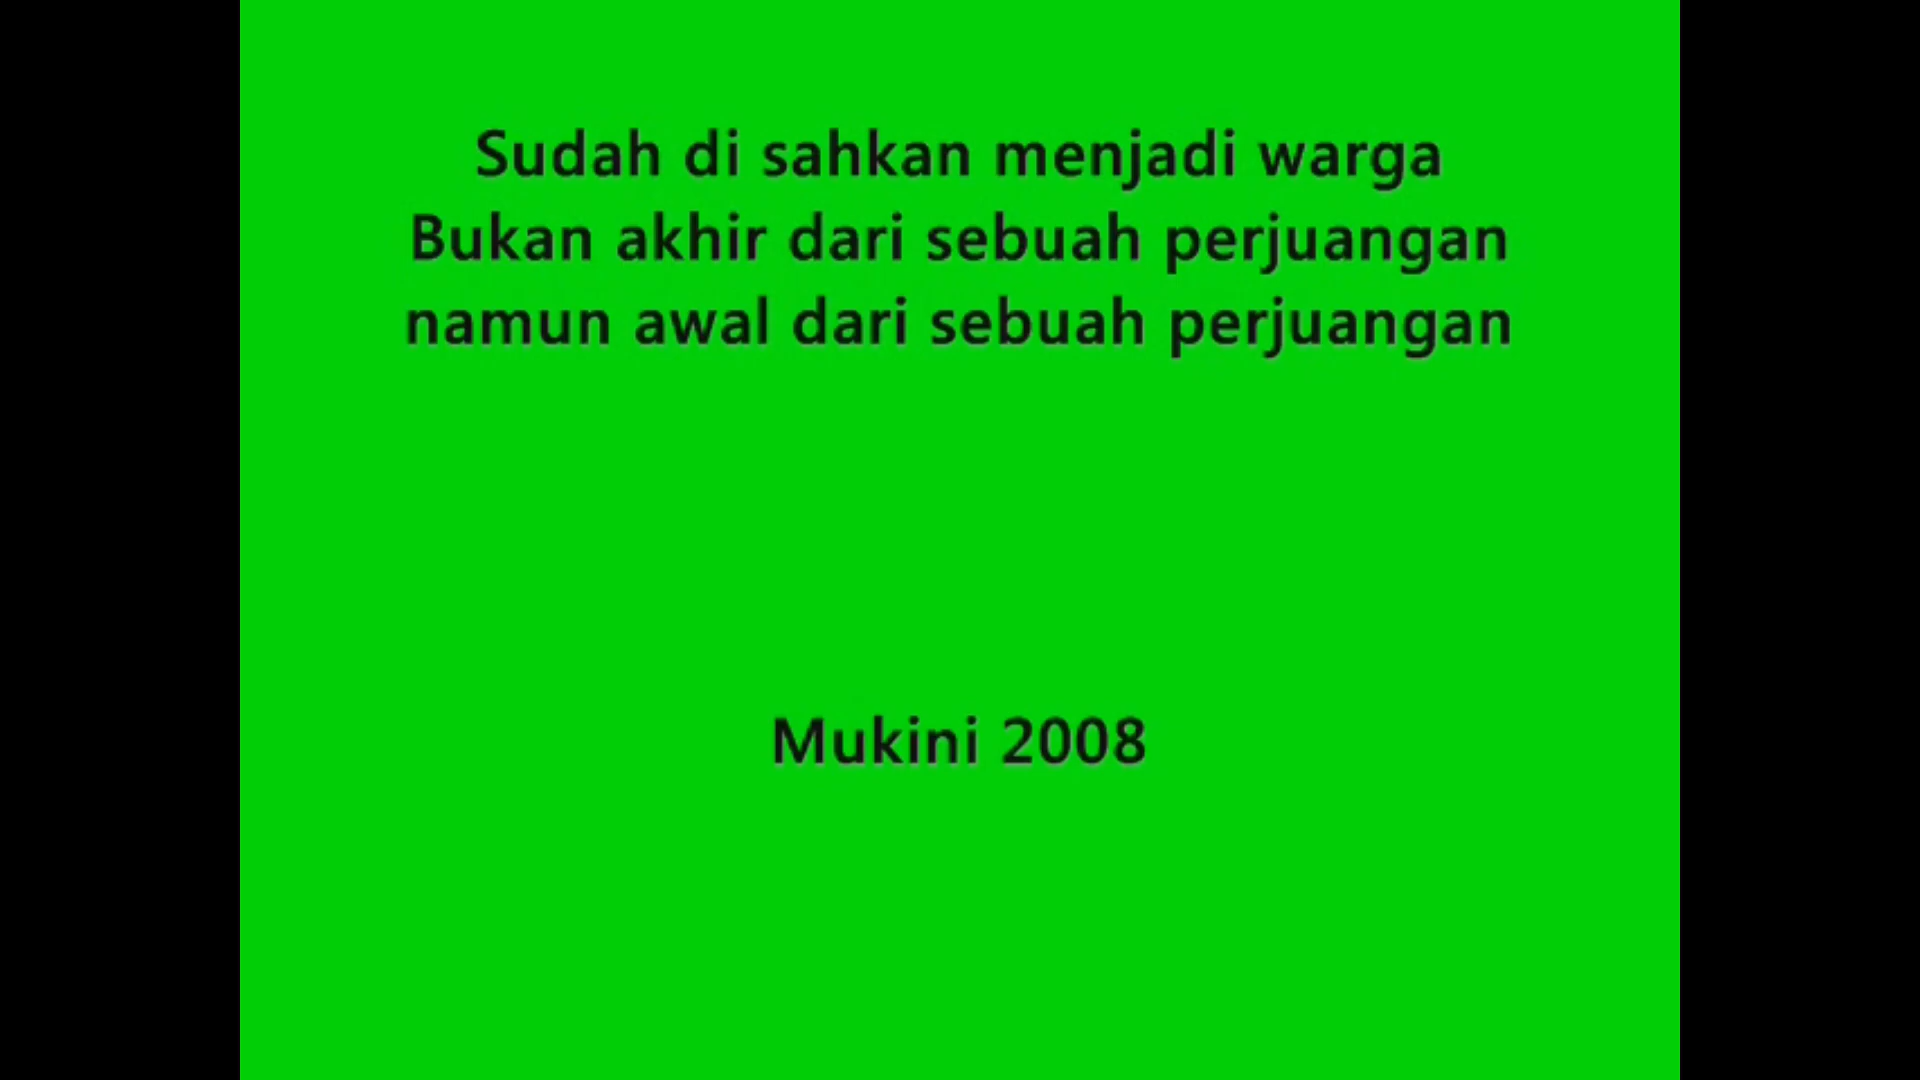 Sudah di sahkan menjadi warga
Bukan akhir dari sebuah perjuangan
namun awal dari sebuah perjuangan
Mukini 2008